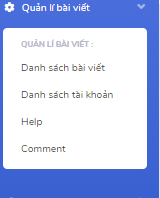 Quản lí bài viết
QUẢN LÍ BÀI VIẾT :
Danh sách bài viết
Danh sách tài khoản
Help
Comment